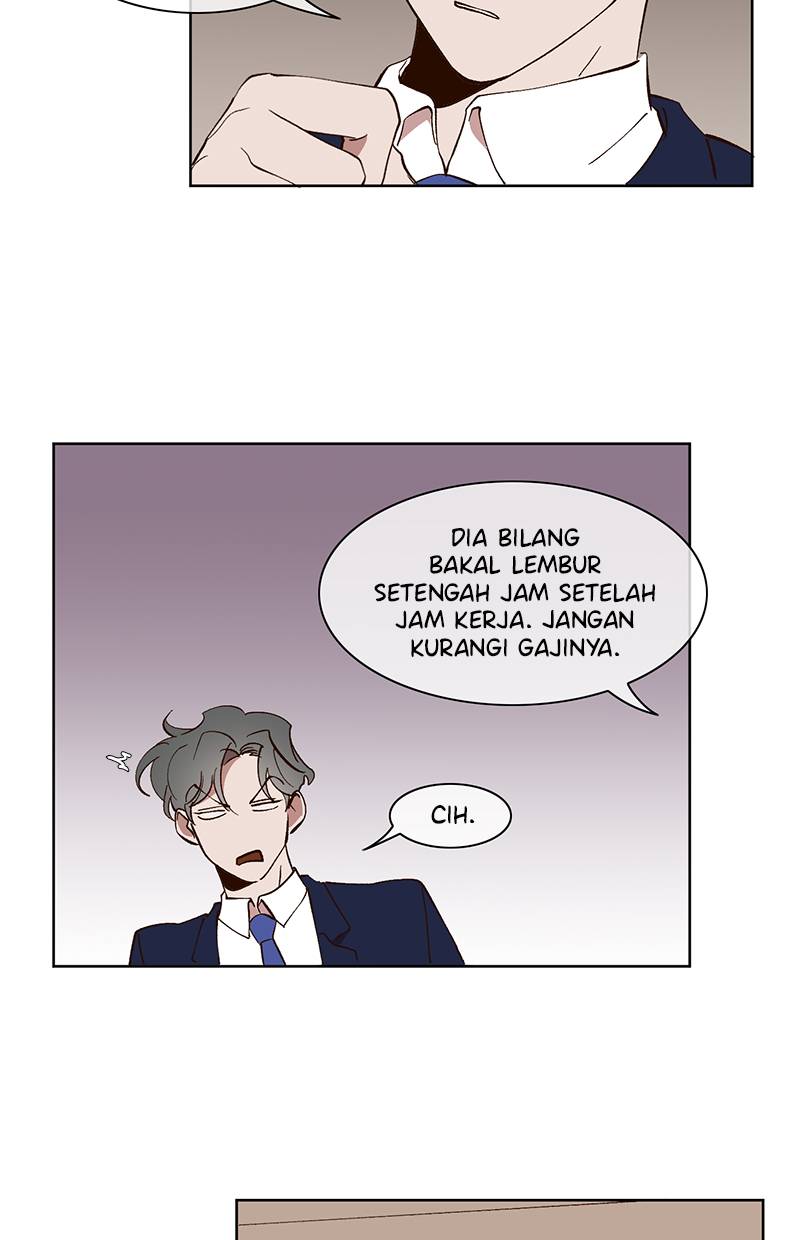 DIA BILANG
BAKAL LEMBUR
SETENGAH JAM SETELAH
JAM KERJA. JANGAN
KURANGI GAJINYA.
CIH.